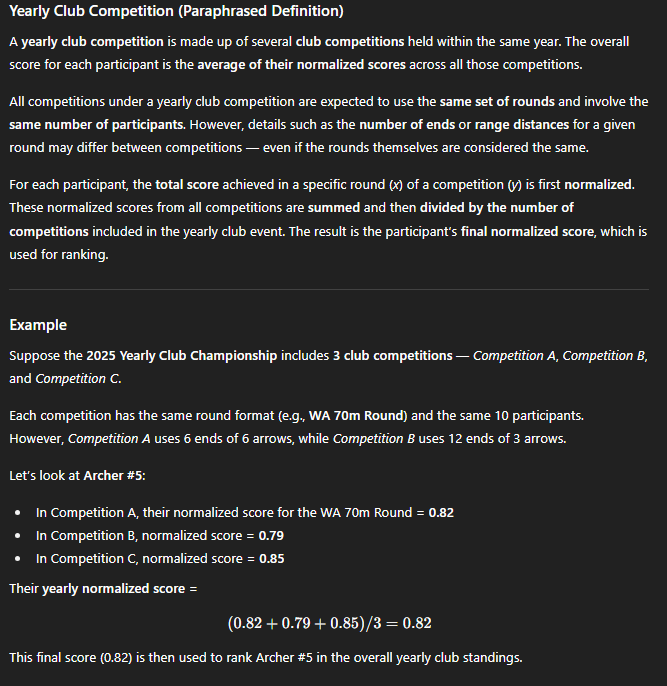 Yearly Club Competition (Paraphrased Definition)
A yearly club competition is made up of several club competitions held within the same year. The overall
score for each participant is the average of their normalized scores across all those competitions.
All competitions under a yearly club competition are expected to use the same set of rounds and involve the
same number of participants. However, details such as the number of ends or range distances for a given
round may differ between competitions — even if the rounds themselves are considered the same.
For each participant, the total score achieved in a specific round (x) of a competition (y) is first normalized.
These normalized scores from all competitions are summed and then divided by the number of
competitions included in the yearly club event. The result is the participant's final normalized score, which is
used for ranking.
Example
Suppose the 2025 Yearly Club Championship includes 3 club competitions — Competition A, Competition B,
and Competition C.
Each competition has the same round format (e.g., WA 70m Round) and the same 10 participants.
However, Competition A uses 6 ends of 6 arrows, while Competition B uses 12 ends of 3 arrows.
Let's look at Archer #5:
• In Competition A, their normalized score for the WA 70m Round = 0.82
• In Competition B, normalized score = 0.79
• In Competition C, normalized score = 0.85
Their yearly normalized score =
(0.82 + 0.79 + 0.85)/3 = 0.82
This final score (0.82) is then used to rank Archer #5 in the overall yearly club standings.